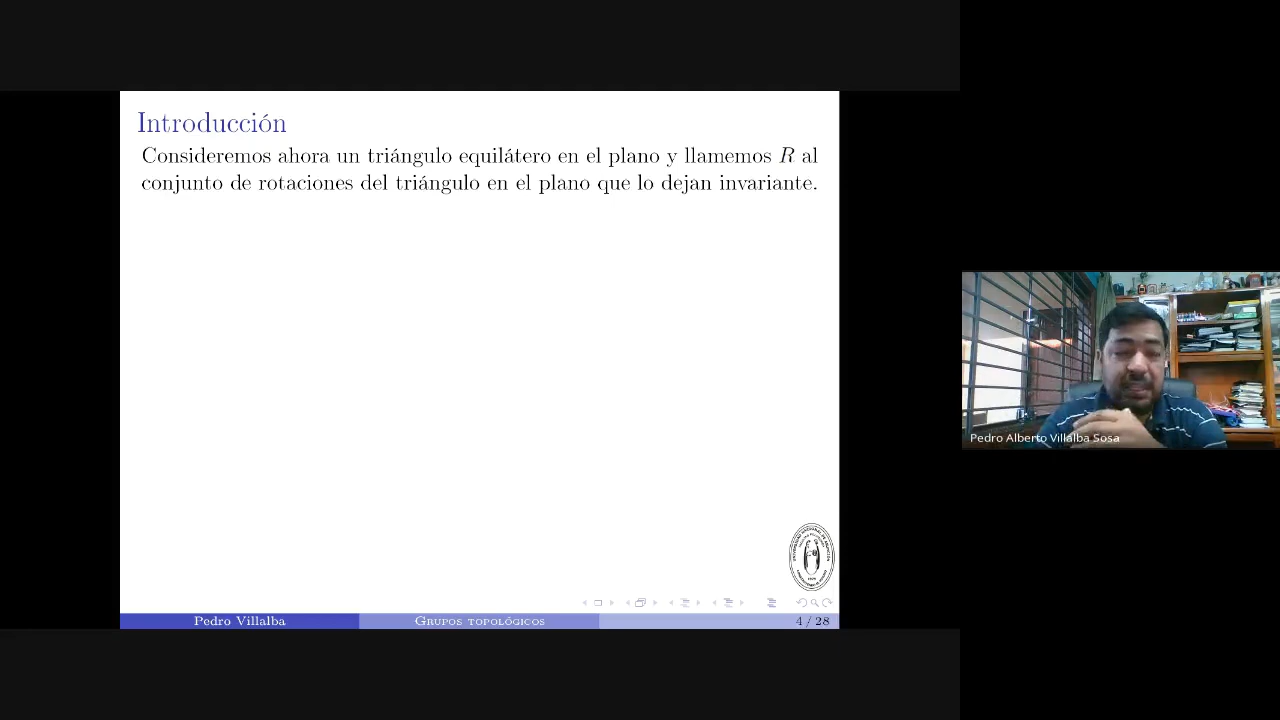 Introducción
Consideremos ahora un triángulo equilátero en el plano y llamemos R al
conjunto de rotaciones del triángulo en el plano que lo dejan invariante.
Pedro Alberto Villalba Sosa
Pedro Villalba
Grupos topológicos
4 / 28